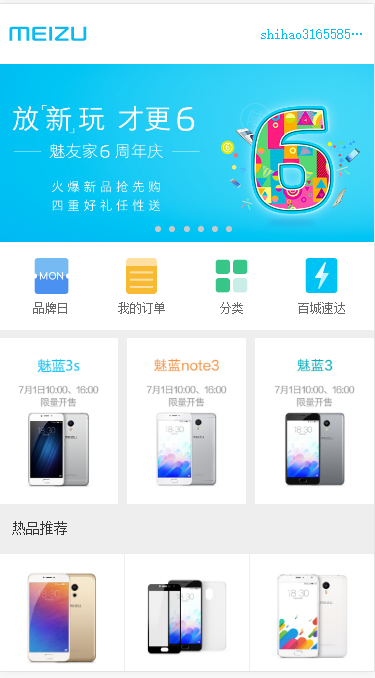 MEIZU
shihao3165585…
放「新」玩 才更6
魅友家6周年庆
火爆新品抢先购
四重好礼任性送
6
MON
品牌日
我的订单
分类
百城速达
魅蓝3s
魅蓝note3
魅蓝3
7月1日10:00、16:00
限量开售
7月1日10:00、16:00
限量开售
7月1日10:00、16:00
限量开售
热品推荐